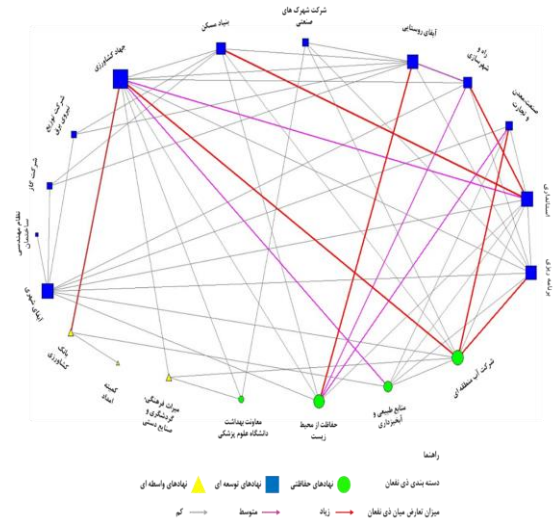 شرکت شهرک های
صنعتی
بنیاد مسکن
آبفای روستایی
راه و
شهرسازی
جهاد کشاورزی
صنعت معدن
و تجارت
شرکت توزیع
نیروی برق
شرکت گاز
استانداری
نظام مهندسی
ساختمان
برنامه ریزی
آبفای شهری
بانک
کشاورزی
کمیته
امداد
میراث فرهنگی،
گردشگری و
صنایع دستی
معاونت بهداشت
دانشگاه علوم پزشکی
حفاظت از محیط
زیست
منابع طبیعی و
آبخیزداری
شرکت آب منطقه ای
راهنما
دسته بندی ذی نفعان
نهادهای حفاظتی
نهادهای توسعه ای
نهادهای واسطه ای
میزان تعارض میان ذی نفعان
زیاد
متوسط
کم